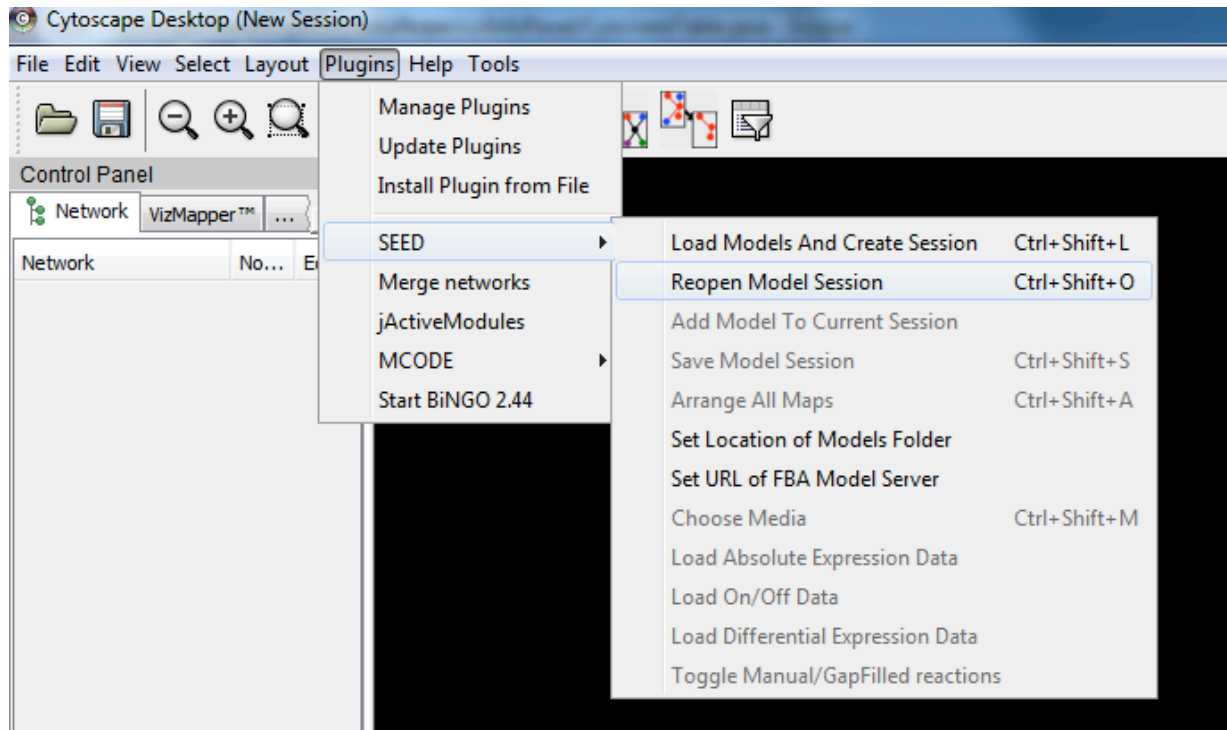 Cytoscape Desktop (New Session)
File Edit View Select Layout Plugins Help Tools
Manage Plugins
Update Plugins
Install Plugin from File
Control Panel
Network VizMapper™ ...
Network No... E
SEED
Merge networks
jActiveModules
MCODE
Start BiNGO 2.44
Load Models And Create Session Ctrl+Shift+L
Reopen Model Session Ctrl+Shift+O
Add Model To Current Session
Save Model Session Ctrl+Shift+S
Arrange All Maps Ctrl+Shift+A
Set Location of Models Folder
Set URL of FBA Model Server
Choose Media Ctrl+Shift+M
Load Absolute Expression Data
Load On/Off Data
Load Differential Expression Data
Toggle Manual/GapFilled reactions